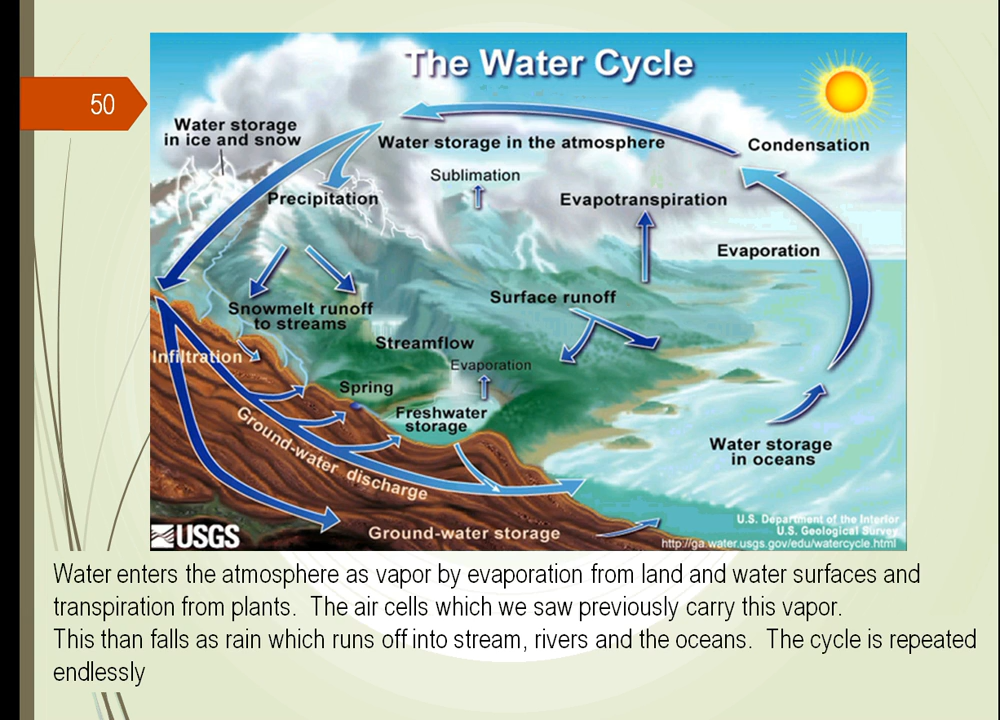 The Water Cycle
50
Water storage
in ice and snow
Water storage in the atmosphere
Condensation
Sublimation
Precipitation
Evapotranspiration
Evaporation
Surface runoff
Snowmelt runoff
to streams
Streamflow
Infiltration
Evaporation
Spring
Freshwater
storage
Ground-water discharge
Water storage
in oceans
Ground-water storage
USGS
U.S. Department of the Interior
U.S. Geological Survey
http://ga.water.usgs.gov/edu/watercycle.html
Water enters the atmosphere as vapor by evaporation from land and water surfaces and
transpiration from plants.  The air cells which we saw previously carry this vapor.
This than falls as rain which runs off into stream, rivers and the oceans.  The cycle is repeated
endlessly